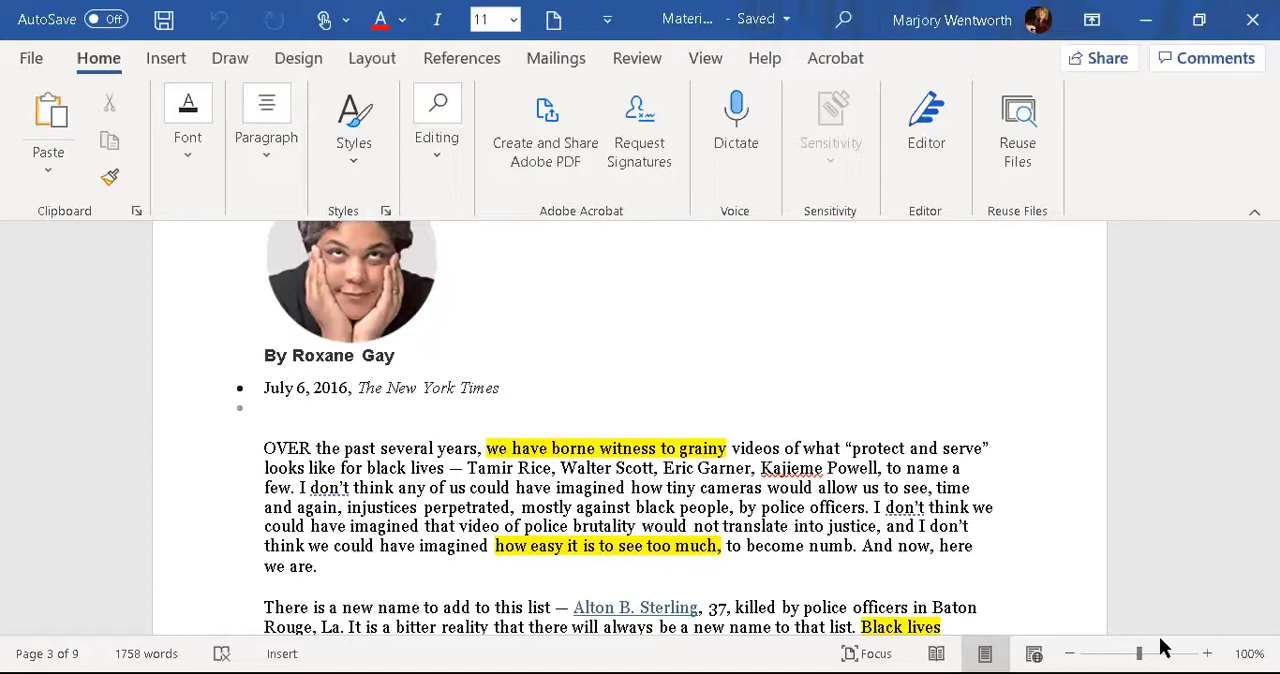 AutoSave Off I 11 Materi... - Saved Marjory Wentworth
File Home Insert Draw Design Layout References Mailings Review View Help Acrobat Share Comments
Paste Font Paragraph Styles Editing Create and Share Adobe PDF Request Signatures Dictate Sensitivity Editor Reuse Files
Clipboard Styles Adobe Acrobat Voice Sensitivity Editor Reuse Files
By Roxane Gay
• July 6, 2016, The New York Times
•
OVER the past several years, we have borne witness to grainy videos of what “protect and serve”
looks like for black lives — Tamir Rice, Walter Scott, Eric Garner, Kajieme Powell, to name a
few. I don’t think any of us could have imagined how tiny cameras would allow us to see, time
and again, injustices perpetrated, mostly against black people, by police officers. I don’t think we
could have imagined that video of police brutality would not translate into justice, and I don’t
think we could have imagined how easy it is to see too much, to become numb. And now, here
we are.
There is a new name to add to this list — Alton B. Sterling, 37, killed by police officers in Baton
Rouge, La. It is a bitter reality that there will always be a new name to that list. Black lives
Page 3 of 9 1758 words Insert Focus 100%